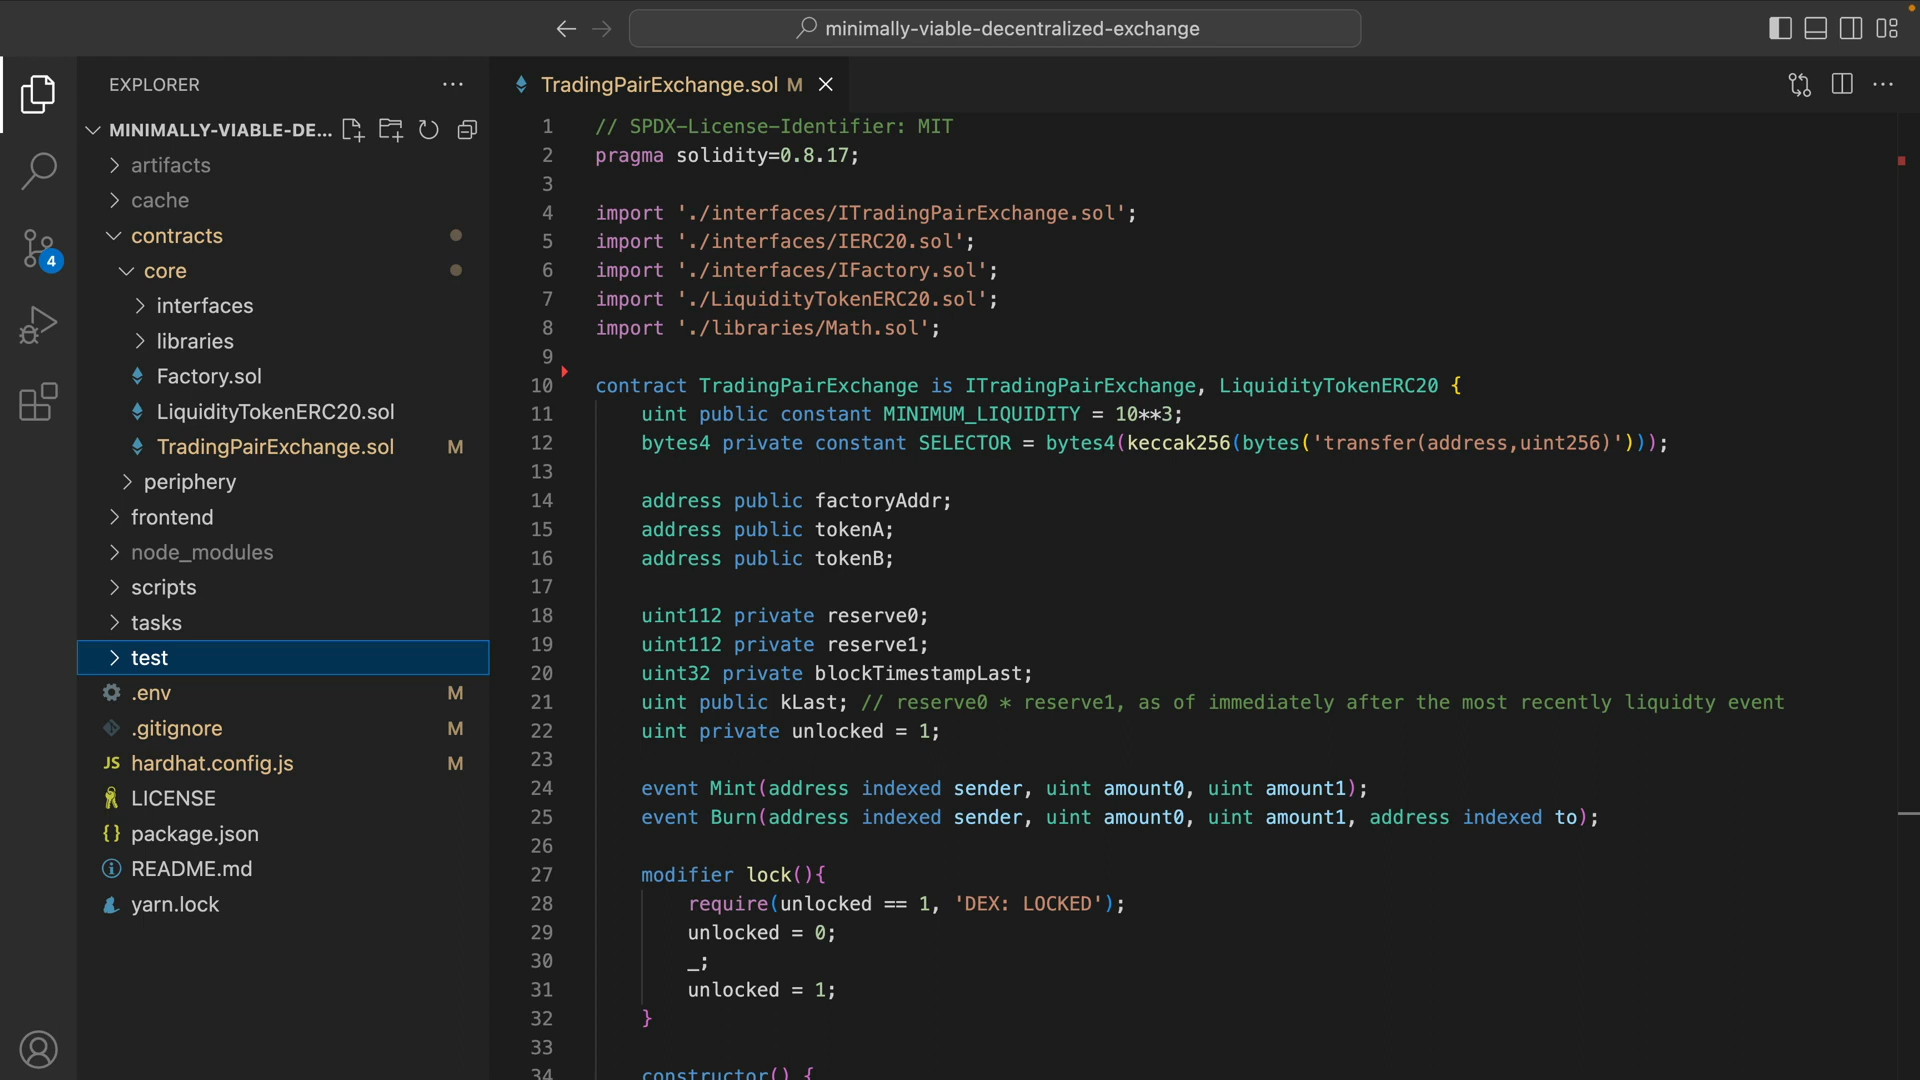 minimally-viable-decentralized-exchange
EXPLORER
MINIMALLY-VIABLE-DE...
artifacts
cache
contracts
core
interfaces
libraries
Factory.sol
LiquidityTokenERC20.sol
TradingPairExchange.sol M
periphery
frontend
node_modules
scripts
tasks
test
.env M
.gitignore M
JS hardhat.config.js M
LICENSE
{} package.json
README.md
yarn.lock
4
TradingPairExchange.sol M
1 // SPDX-License-Identifier: MIT
2 pragma solidity=0.8.17;
3
4 import './interfaces/ITradingPairExchange.sol';
5 import './interfaces/IERC20.sol';
6 import './interfaces/IFactory.sol';
7 import './LiquidityTokenERC20.sol';
8 import './libraries/Math.sol';
9
10 contract TradingPairExchange is ITradingPairExchange, LiquidityTokenERC20 {
11 uint public constant MINIMUM_LIQUIDITY = 10**3;
12 bytes4 private constant SELECTOR = bytes4(keccak256(bytes('transfer(address,uint256)')));
13
14 address public factoryAddr;
15 address public tokenA;
16 address public tokenB;
17
18 uint112 private reserve0;
19 uint112 private reserve1;
20 uint32 private blockTimestampLast;
21 uint public kLast; // reserve0 * reserve1, as of immediately after the most recently liquidty event
22 uint private unlocked = 1;
23
24 event Mint(address indexed sender, uint amount0, uint amount1);
25 event Burn(address indexed sender, uint amount0, uint amount1, address indexed to);
26
27 modifier lock(){
28 require(unlocked == 1, 'DEX: LOCKED');
29 unlocked = 0;
30 _;
31 unlocked = 1;
32 }
33
34 constructor() {